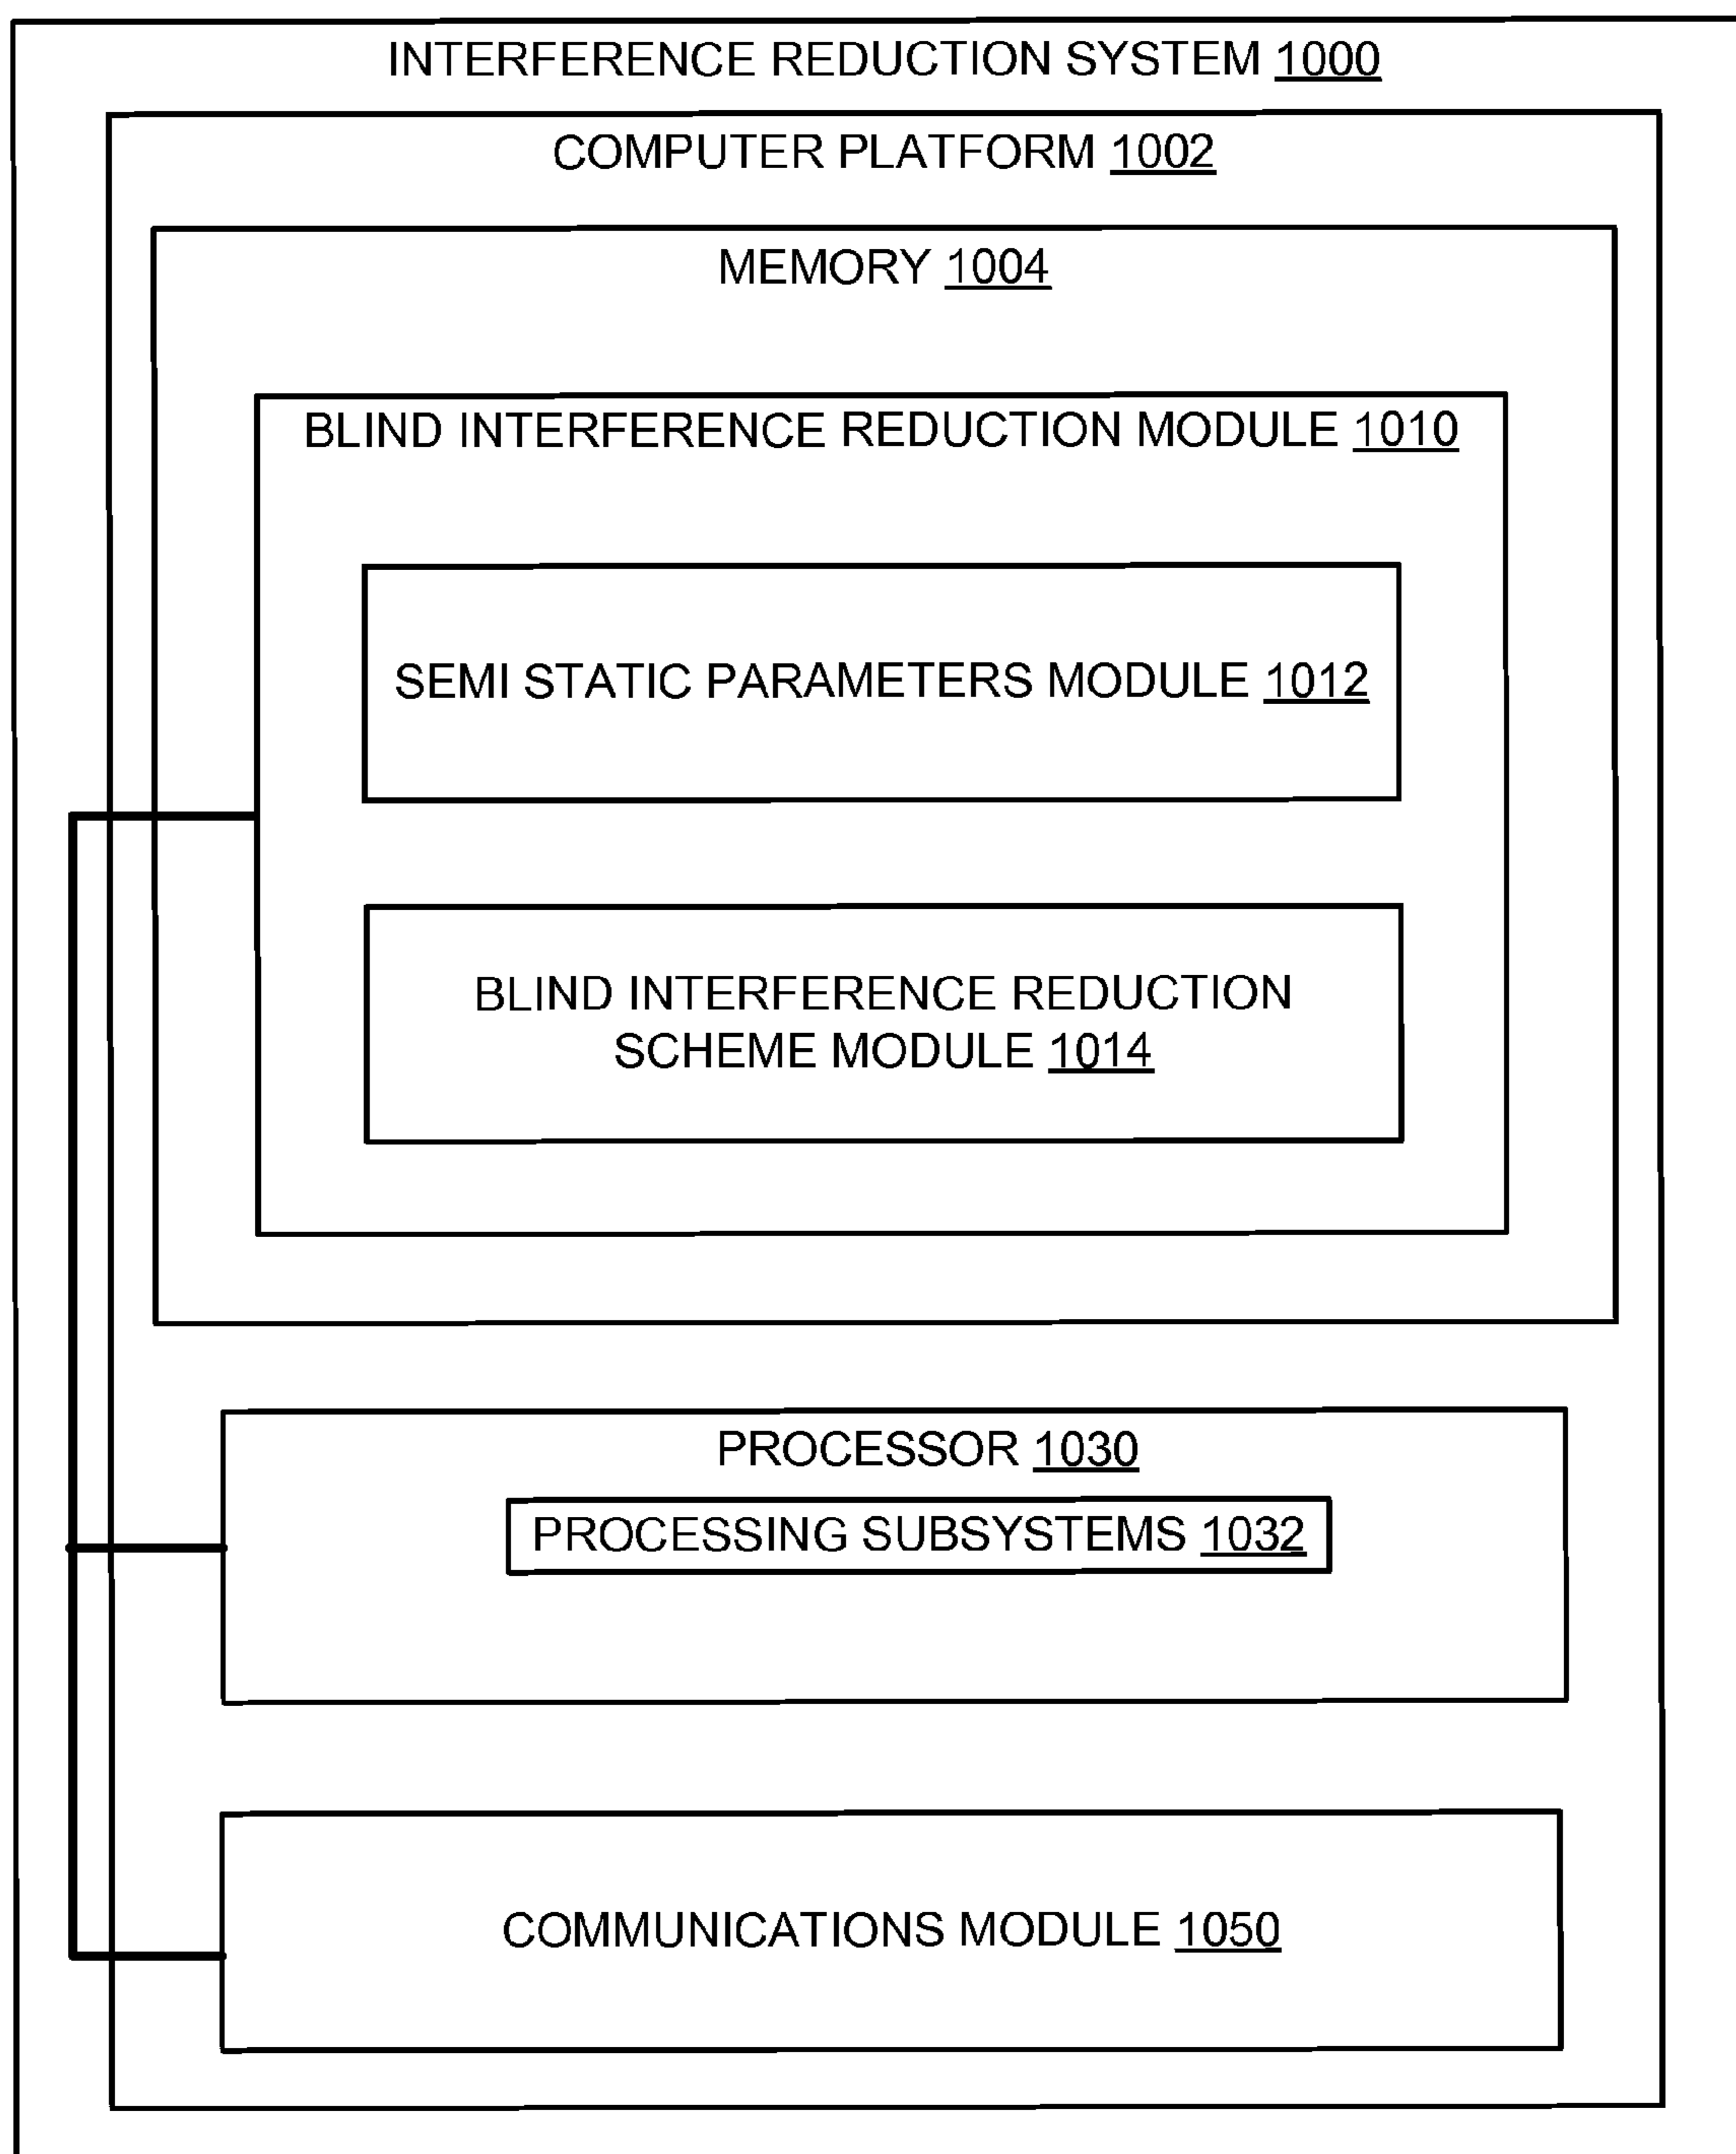 INTERFERENCE REDUCTION SYSTEM 1000
COMPUTER PLATFORM 1002
MEMORY 1004
BLIND INTERFERENCE REDUCTION MODULE 1010
SEMI STATIC PARAMETERS MODULE 1012
BLIND INTERFERENCE REDUCTION
SCHEME MODULE 1014
PROCESSOR 1030
PROCESSING SUBSYSTEMS 1032
COMMUNICATIONS MODULE 1050